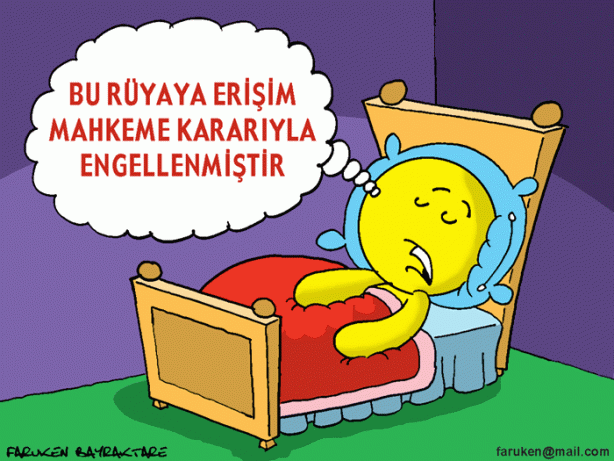 BU RÜYAYA ERİŞİM
MAHKEME KARARIYLA
ENGELLENMİŞTİR
FARUKEN BAYRAKTARE
faruken@mail.com